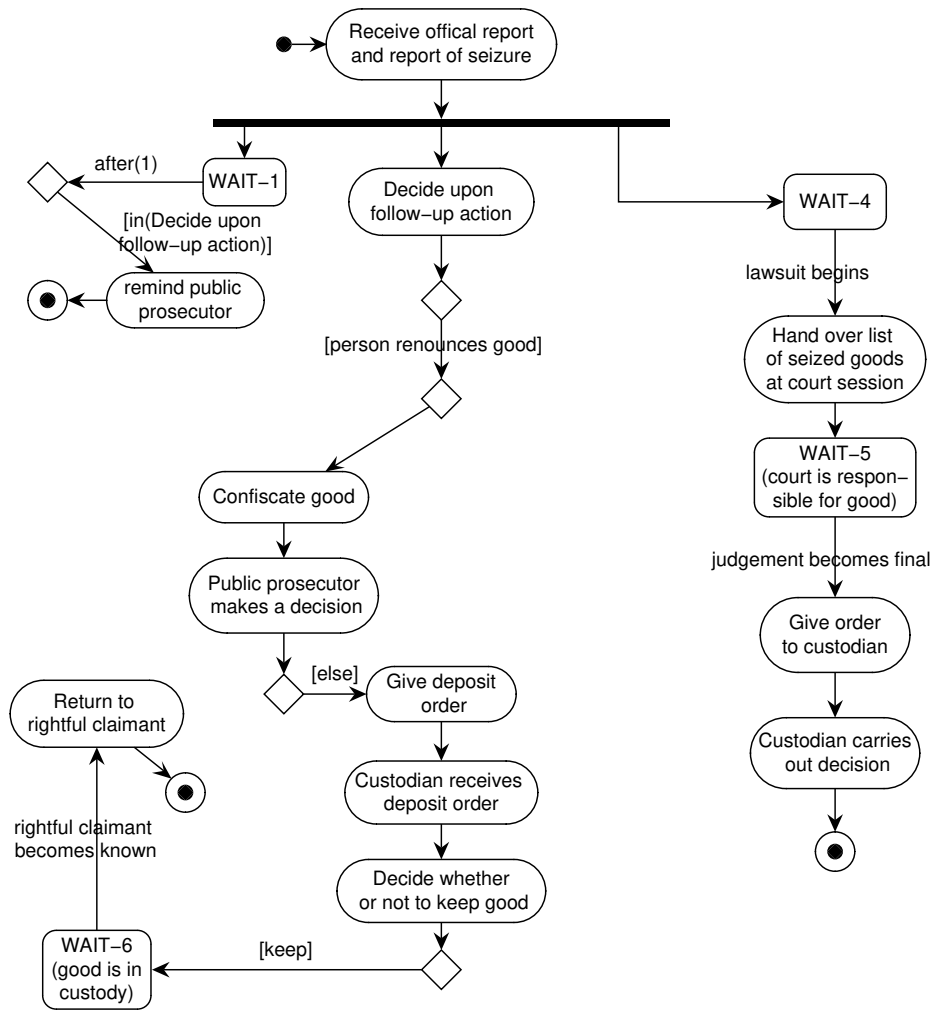 Receive offical report
and report of seizure
after(1)
WAIT−1
[in(Decide upon
follow−up action)]
remind public
prosecutor
Decide upon
follow−up action
[person renounces good]
Confiscate good
Public prosecutor
makes a decision
[else]
Give deposit
order
Custodian receives
deposit order
Decide whether
or not to keep good
[keep]
WAIT−6
(good is in
custody)
rightful claimant
becomes known
Return to
rightful claimant
WAIT−4
lawsuit begins
Hand over list
of seized goods
at court session
WAIT−5
(court is respon−
sible for good)
judgement becomes final
Give order
to custodian
Custodian carries
out decision